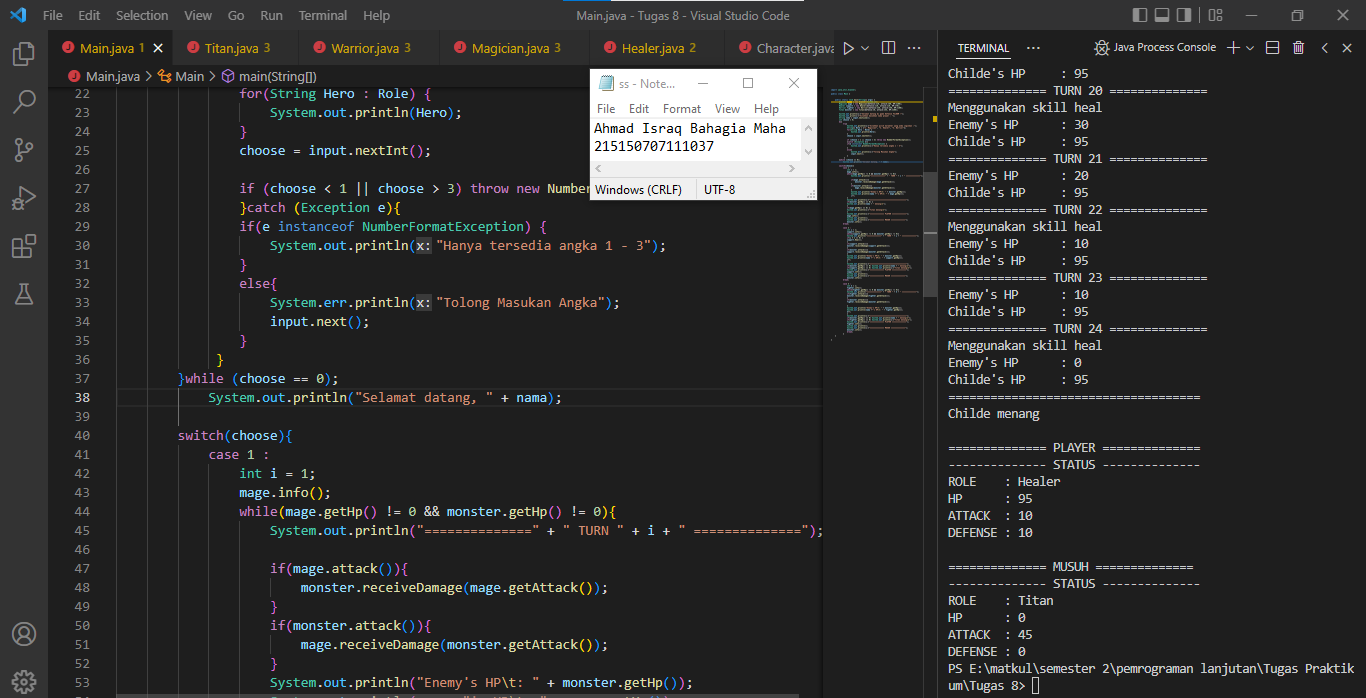 File Edit Selection View Go Run Terminal Help
Main.java - Tugas 8 - Visual Studio Code
Main.java 1
Titan.java 3
Warrior.java 3
Magician.java 3
Healer.java 2
Character.java
Main.java > Main > main(String[])
22 for(String Hero : Role) {
23 System.out.println(Hero);
24 }
25 choose = input.nextInt();
26
27 if (choose < 1 || choose > 3) throw new Number
28 }catch (Exception e){
29 if(e instanceof NumberFormatException) {
30 System.out.println(x: "Hanya tersedia angka 1 - 3");
31 }
32 else{
33 System.err.println(x: "Tolong Masukan Angka");
34 input.next();
35 }
36 }
37 }while (choose == 0);
38 System.out.println("Selamat datang, " + nama);
39
40 switch(choose){
41 case 1 :
42 int i = 1;
43 mage.info();
44 while(mage.getHp() != 0 && monster.getHp() != 0){
45 System.out.println("==============" + " TURN " + i + " ==============");
46
47 if(mage.attack()){
48 monster.receiveDamage(mage.getAttack());
49 }
50 if(monster.attack()){
51 mage.receiveDamage(monster.getAttack());
52 }
53 System.out.println("Enemy's HP\t: " + monster.getHp());
ss - Note...
File Edit Format View Help
Ahmad Israq Bahagia Maha
215150707111037
Windows (CRLF) UTF-8
TERMINAL
Java Process Console
Childe's HP : 95
============== TURN 20 ==============
Menggunakan skill heal
Enemy's HP : 30
Childe's HP : 95
============== TURN 21 ==============
Enemy's HP : 20
Childe's HP : 95
============== TURN 22 ==============
Menggunakan skill heal
Enemy's HP : 10
Childe's HP : 95
============== TURN 23 ==============
Enemy's HP : 10
Childe's HP : 95
============== TURN 24 ==============
Menggunakan skill heal
Enemy's HP : 0
Childe's HP : 95
====================================
Childe menang
============== PLAYER ==============
-------------- STATUS --------------
ROLE : Healer
HP : 95
ATTACK : 10
DEFENSE : 10
============== MUSUH ==============
-------------- STATUS --------------
ROLE : Titan
HP : 0
ATTACK : 45
DEFENSE : 0
PS E:\matkul\semester 2\pemrograman lanjutan\Tugas Praktik
um\Tugas 8>